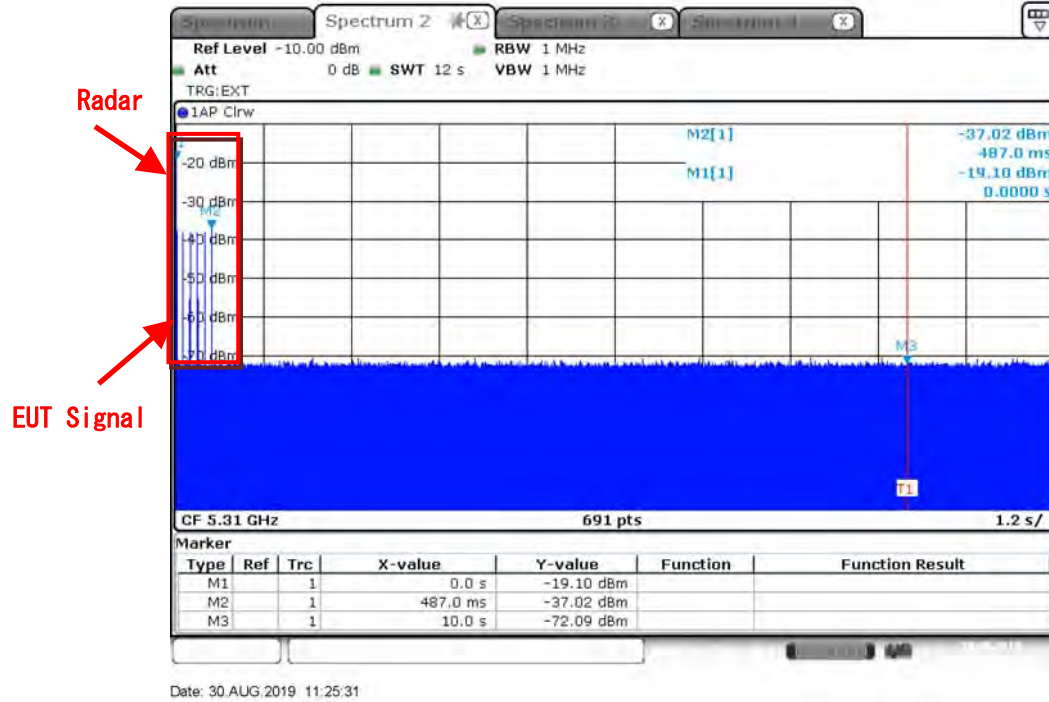 Spectrum
Spectrum 2
Ref Level -10.00 dBm
RBW 1 MHz
Att 0 dB
SWT 12 s
VBW 1 MHz
TRG:EXT
1AP Clrw
Radar
EUT Signal
M2[1] -37.02 dBm
487.0 ms
M1[1] -19.10 dBm
0.0000 s
-20 dBm
-30 dBm
M2
-40 dBm
-50 dBm
-60 dBm
-70 dBm
M3
T1
CF 5.31 GHz 691 pts 1.2 s/
Marker
Type Ref Trc X-value Y-value Function Function Result
M1 1 0.0 s -19.10 dBm
M2 1 487.0 ms -37.02 dBm
M3 1 10.0 s -72.09 dBm
Date: 30.AUG.2019 11:25:31